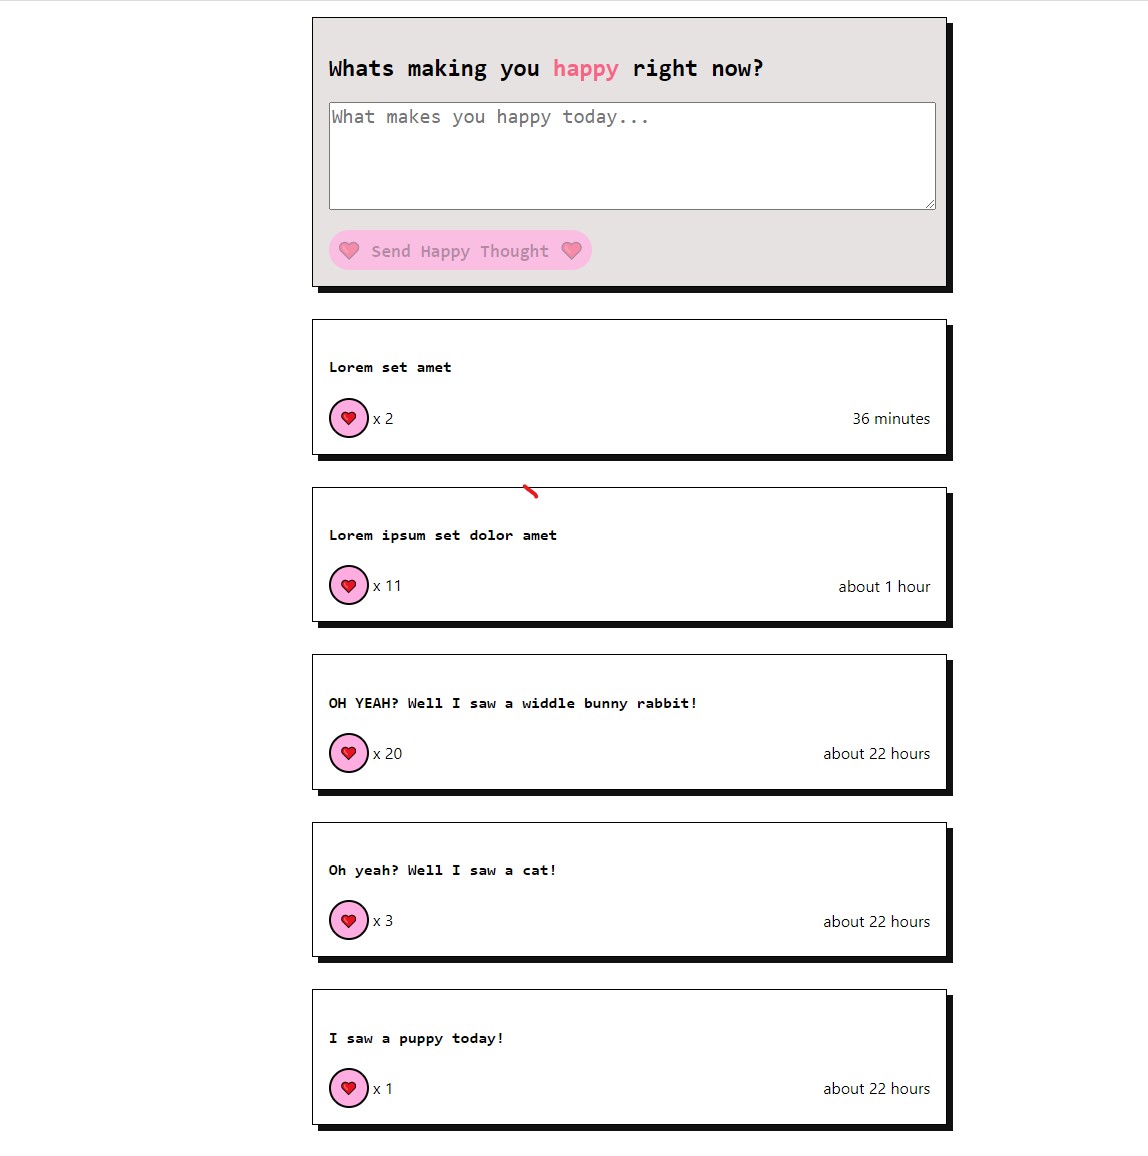 Whats making you happy right now?
What makes you happy today...
Send Happy Thought
Lorem set amet
x 2 36 minutes
Lorem ipsum set dolor amet
x 11 about 1 hour
OH YEAH? Well I saw a widdle bunny rabbit!
x 20 about 22 hours
Oh yeah? Well I saw a cat!
x 3 about 22 hours
I saw a puppy today!
x 1 about 22 hours